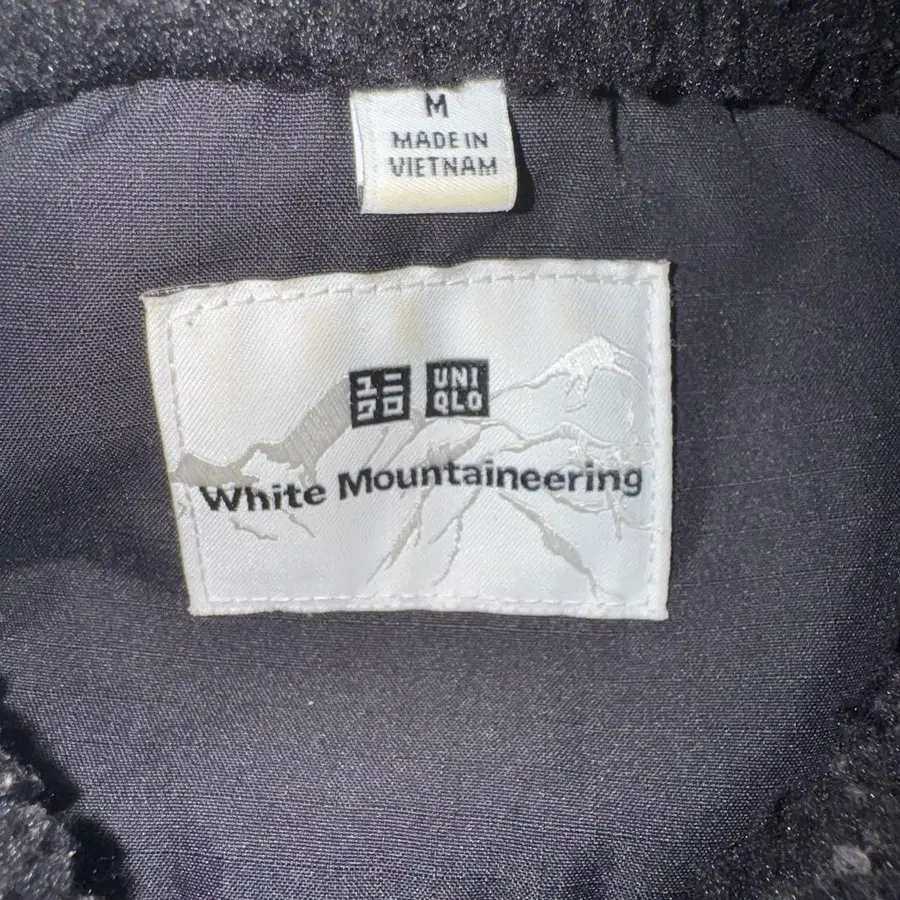 M
MADE IN
VIETNAM
ユニ UNI
クロ QLO
White Mountaineering